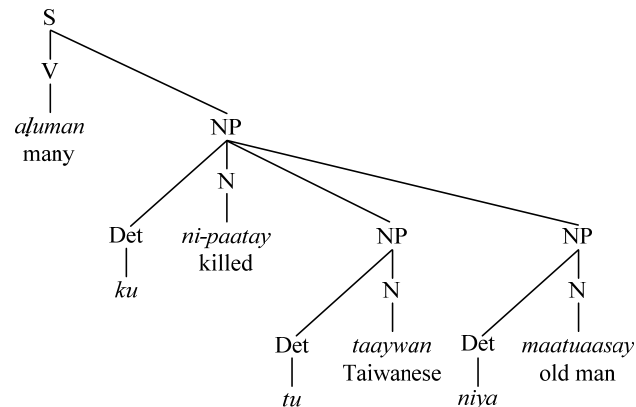 S
V
aḷuman
many
NP
N
Det
ni-paatay
killed
NP
NP
ku
N
N
Det
taaywan
Det
maatuaasay
Taiwanese
old man
tu
niya